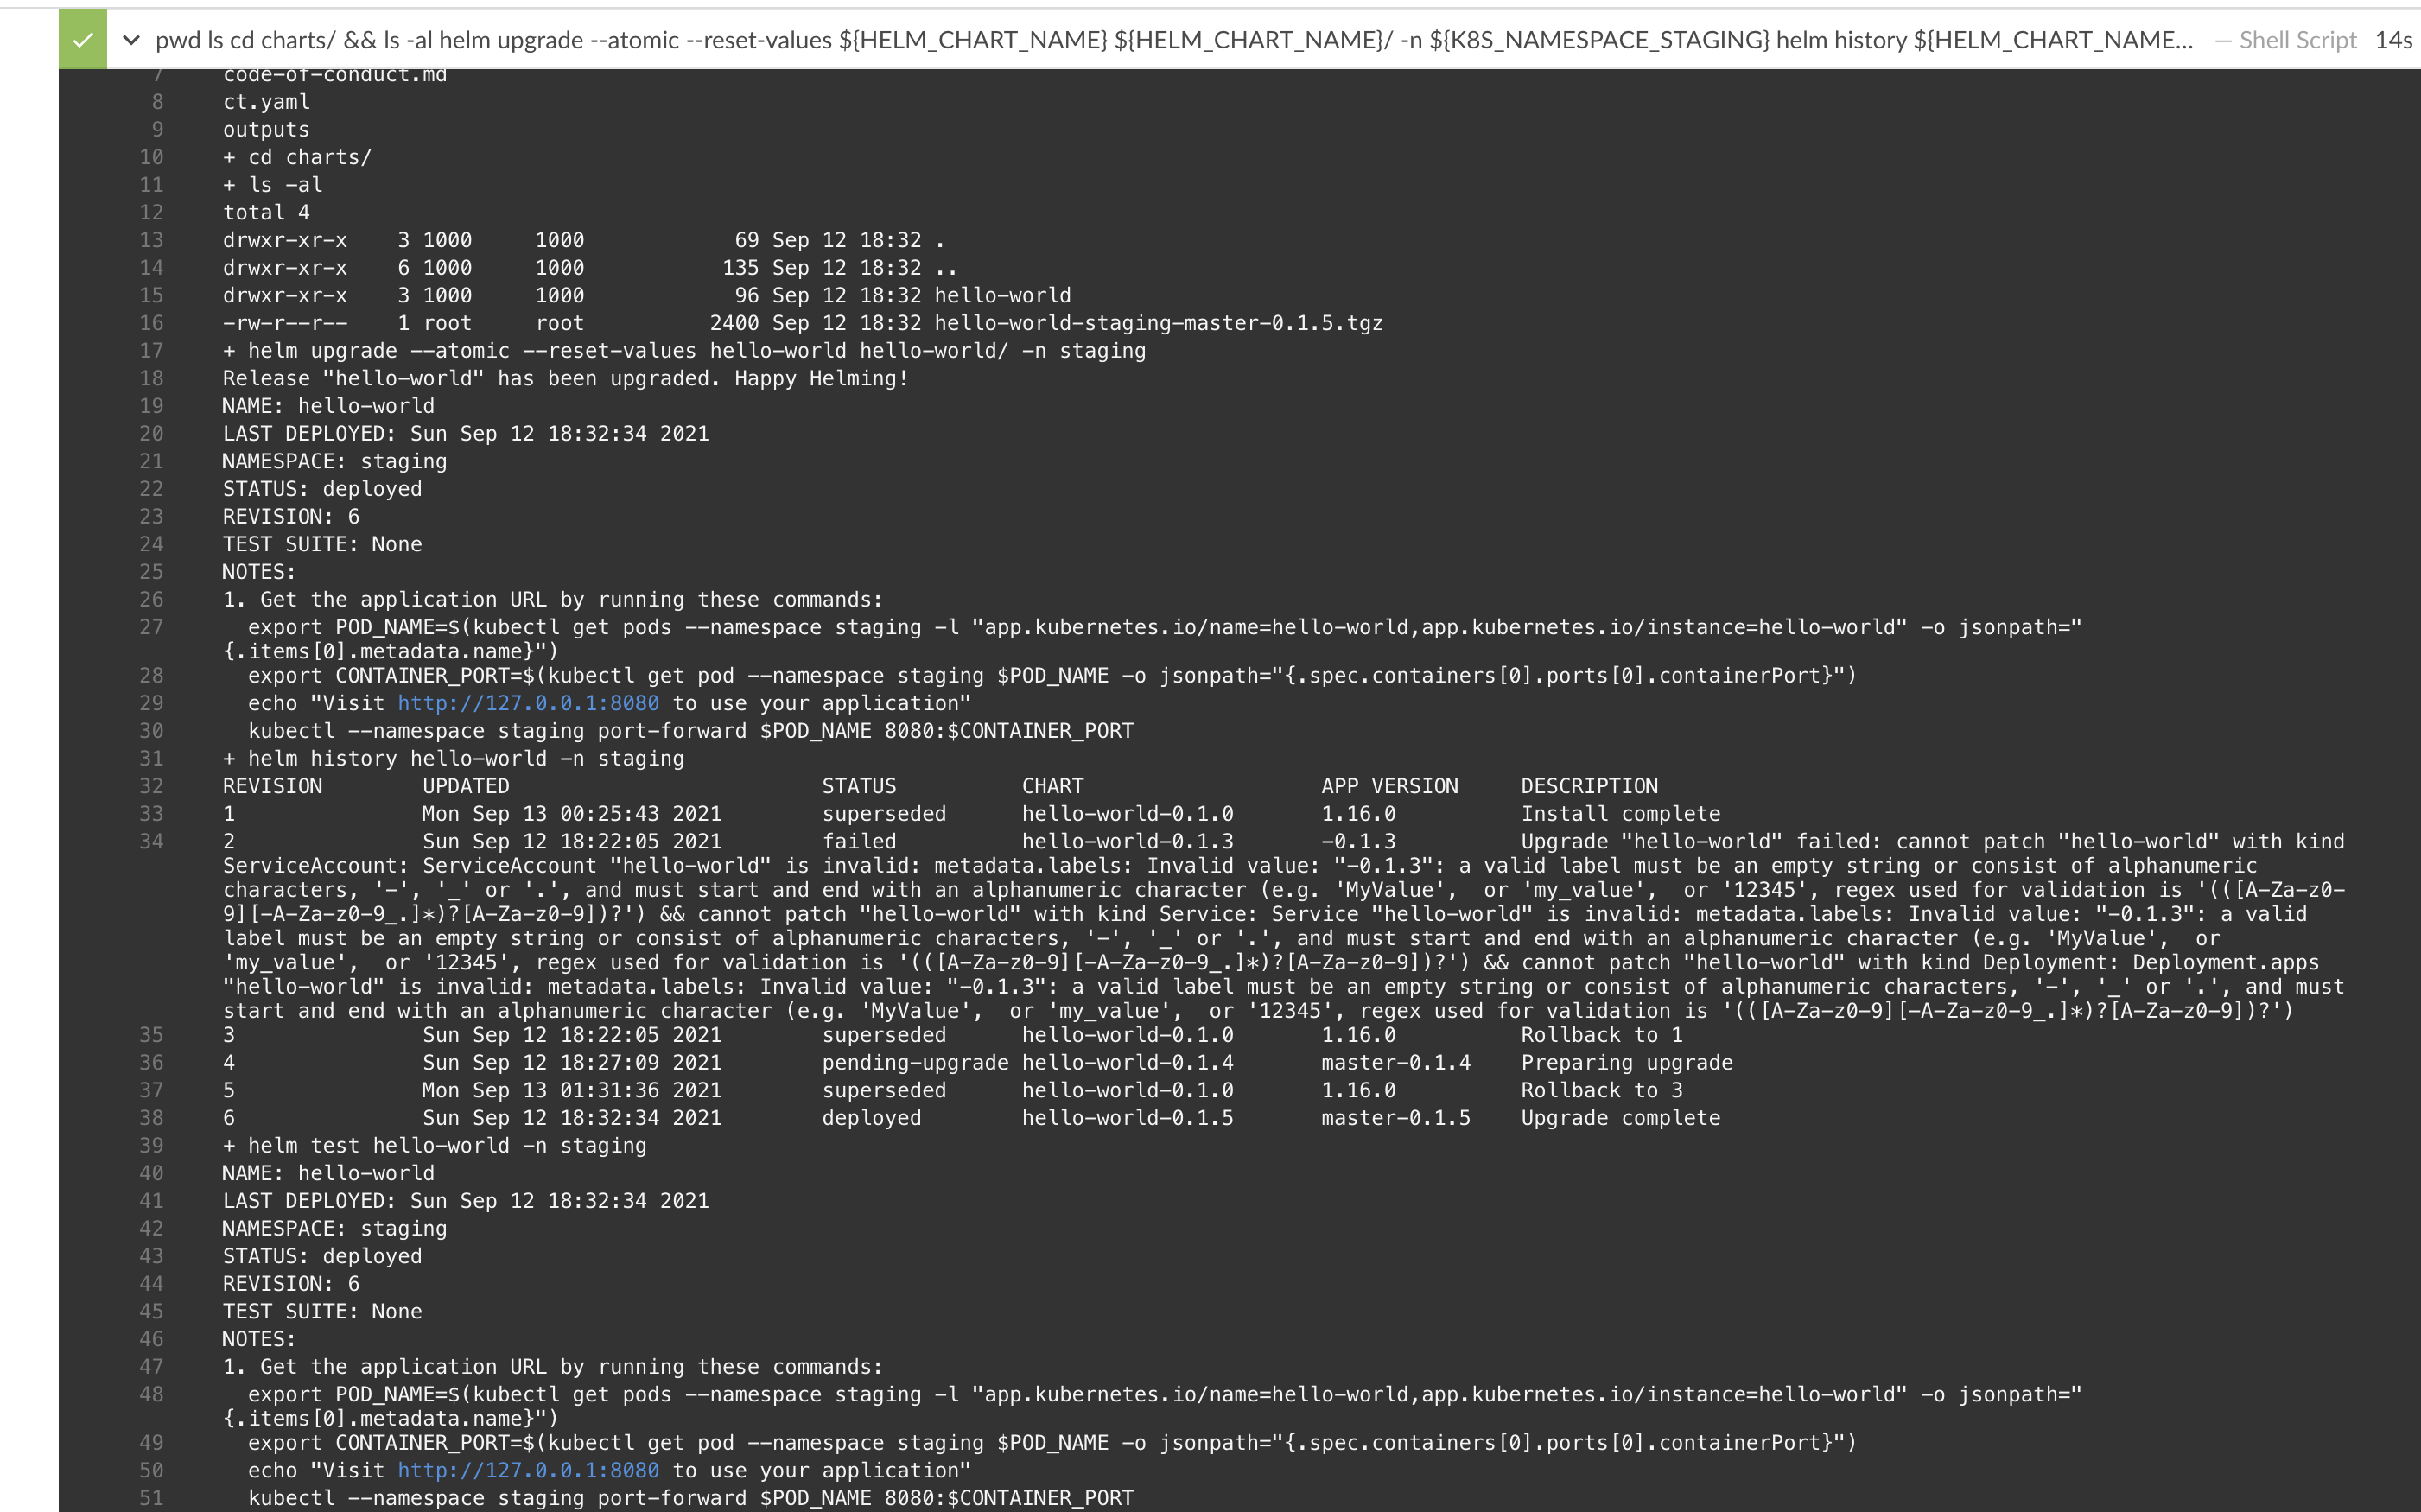 pwd ls cd charts/ && ls -al helm upgrade --atomic --reset-values ${HELM_CHART_NAME} ${HELM_CHART_NAME}/ -n ${K8S_NAMESPACE_STAGING} helm history ${HELM_CHART_NAME... — Shell Script 14s
7 code-of-conduct.md
8 ct.yaml
9 outputs
10 + cd charts/
11 + ls -al
12 total 4
13 drwxr-xr-x 3 1000 1000 69 Sep 12 18:32 .
14 drwxr-xr-x 6 1000 1000 135 Sep 12 18:32 ..
15 drwxr-xr-x 3 1000 1000 96 Sep 12 18:32 hello-world
16 -rw-r--r-- 1 root root 2400 Sep 12 18:32 hello-world-staging-master-0.1.5.tgz
17 + helm upgrade --atomic --reset-values hello-world hello-world/ -n staging
18 Release "hello-world" has been upgraded. Happy Helming!
19 NAME: hello-world
20 LAST DEPLOYED: Sun Sep 12 18:32:34 2021
21 NAMESPACE: staging
22 STATUS: deployed
23 REVISION: 6
24 TEST SUITE: None
25 NOTES:
26 1. Get the application URL by running these commands:
27 export POD_NAME=$(kubectl get pods --namespace staging -l "app.kubernetes.io/name=hello-world,app.kubernetes.io/instance=hello-world" -o jsonpath="
{.items[0].metadata.name}")
28 export CONTAINER_PORT=$(kubectl get pod --namespace staging $POD_NAME -o jsonpath="{.spec.containers[0].ports[0].containerPort}")
29 echo "Visit http://127.0.0.1:8080 to use your application"
30 kubectl --namespace staging port-forward $POD_NAME 8080:$CONTAINER_PORT
31 + helm history hello-world -n staging
32 REVISION UPDATED STATUS CHART APP VERSION DESCRIPTION
33 1 Mon Sep 13 00:25:43 2021 superseded hello-world-0.1.0 1.16.0 Install complete
34 2 Sun Sep 12 18:22:05 2021 failed hello-world-0.1.3 -0.1.3 Upgrade "hello-world" failed: cannot patch "hello-world" with kind
ServiceAccount: ServiceAccount "hello-world" is invalid: metadata.labels: Invalid value: "-0.1.3": a valid label must be an empty string or consist of alphanumeric
characters, '-', '_' or '.', and must start and end with an alphanumeric character (e.g. 'MyValue', or 'my_value', or '12345', regex used for validation is '(([A-Za-z0-
9][-A-Za-z0-9_.]*)?[A-Za-z0-9])?') && cannot patch "hello-world" with kind Service: Service "hello-world" is invalid: metadata.labels: Invalid value: "-0.1.3": a valid
label must be an empty string or consist of alphanumeric characters, '-', '_' or '.', and must start and end with an alphanumeric character (e.g. 'MyValue', or
'my_value', or '12345', regex used for validation is '(([A-Za-z0-9][-A-Za-z0-9_.]*)?[A-Za-z0-9])?') && cannot patch "hello-world" with kind Deployment: Deployment.apps
"hello-world" is invalid: metadata.labels: Invalid value: "-0.1.3": a valid label must be an empty string or consist of alphanumeric characters, '-', '_' or '.', and must
start and end with an alphanumeric character (e.g. 'MyValue', or 'my_value', or '12345', regex used for validation is '(([A-Za-z0-9][-A-Za-z0-9_.]*)?[A-Za-z0-9])?')
35 3 Sun Sep 12 18:22:05 2021 superseded hello-world-0.1.0 1.16.0 Rollback to 1
36 4 Sun Sep 12 18:27:09 2021 pending-upgrade hello-world-0.1.4 master-0.1.4 Preparing upgrade
37 5 Mon Sep 13 01:31:36 2021 superseded hello-world-0.1.0 1.16.0 Rollback to 3
38 6 Sun Sep 12 18:32:34 2021 deployed hello-world-0.1.5 master-0.1.5 Upgrade complete
39 + helm test hello-world -n staging
40 NAME: hello-world
41 LAST DEPLOYED: Sun Sep 12 18:32:34 2021
42 NAMESPACE: staging
43 STATUS: deployed
44 REVISION: 6
45 TEST SUITE: None
46 NOTES:
47 1. Get the application URL by running these commands:
48 export POD_NAME=$(kubectl get pods --namespace staging -l "app.kubernetes.io/name=hello-world,app.kubernetes.io/instance=hello-world" -o jsonpath="
{.items[0].metadata.name}")
49 export CONTAINER_PORT=$(kubectl get pod --namespace staging $POD_NAME -o jsonpath="{.spec.containers[0].ports[0].containerPort}")
50 echo "Visit http://127.0.0.1:8080 to use your application"
51 kubectl --namespace staging port-forward $POD_NAME 8080:$CONTAINER_PORT